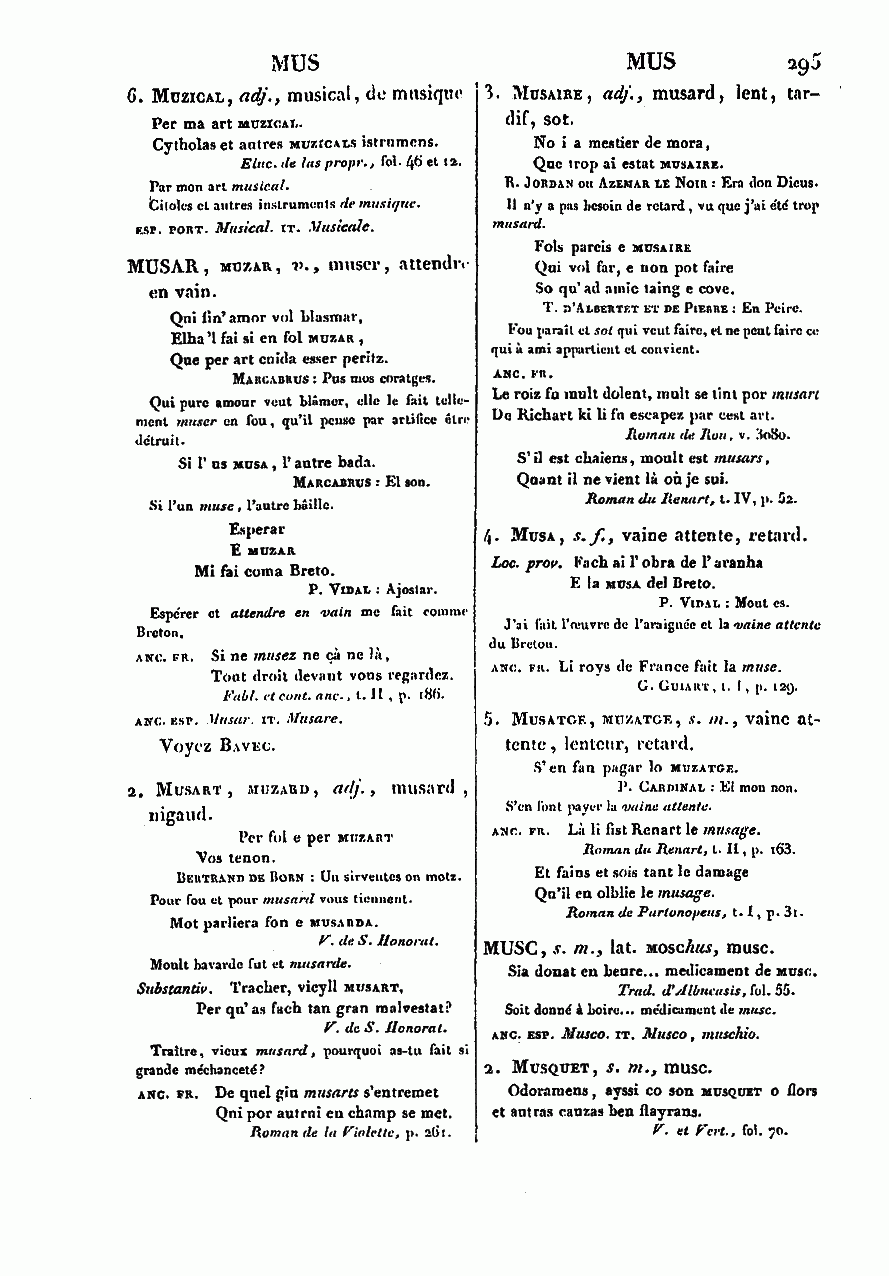 MUS
MUS 295
6. Muzical, adj., musical, de musique
Per ma art muzical.
Cytholas et autres muzicals istrumens.
Eluc. de las propr., fol. 46 et 12.
Par mon art musical.
Citoles et autres instruments de musique.
esp. port. Musical. it. Musicale.
MUSAR, muzar, v., muser, attendre
en vain.
Qui fin' amor vol blasmar,
Elha 'l fai si en fol muzar,
Que per art cuida esser peritz.
Marcabrus : Pus mos coratges.
Qui pure amour veut blâmer, elle le fait telle-
ment muser en fou, qu'il pense par artifice être
détruit.
Si l' us musa, l' autre bada.
Marcabrus : El son.
Si l'un muse, l'autre bâille.
Esperar
E muzar
Mi fai coma Breto.
P. Vidal : Ajostar.
Espérer et attendre en vain me fait comme
Breton.
anc. fr. Si ne musez ne çà ne là,
Tout droit devant vous regardez.
Fabl. et cont. anc., t. II, p. 186.
anc. esp. Musar. it. Musare.
Voyez Bavec.
2. Musart, muzard, adj., musard,
nigaud.
Per fol e per muzart
Vos tenon.
Bertrand de Born : Un sirventes on motz.
Pour fou et pour musard vous tiennent.
Mot parliera fon e musarda.
V. de S. Honorat.
Moult bavarde fut et musarde.
Substantiv. Tracher, vieyll musart,
Per qu' as fach tan gran malvestat?
V. de S. Honorat.
Traître, vieux musard, pourquoi as-tu fait si
grande méchanceté?
anc. fr. De quel giu musarts s'entremet
Qui por autrui en champ se met.
Roman de la Violette, p. 261.
3. Musaire, adj., musard, lent, tar-
dif, sot.
No i a mestier de mora,
Que trop ai estat musaire.
R. Jordan ou Azemar le Noir : Era don Dieus.
Il n'y a pas besoin de retard, vu que j'ai été trop
musard.
Fols pareis e musaire
Qui vol far, e non pot faire
So qu' ad amic taing e cove.
T. d'Albertet et de Pierre : En Peire.
Fou paraît et sot qui veut faire, et ne peut faire ce
qui à ami appartient et convient.
anc. fr.
Le roiz fu mult dolent, mult se tint por musart
Do Richart ki li fu escapez par cest art.
Roman de Rou, v. 3080.
S'il est chaiens, moult est musars,
Quant il ne vient là où je sui.
Roman du Renart, t. IV, p. 52.
4. Musa, s. f., vaine attente, retard.
Loc. prov. Fach ai l' obra de l' aranha
E la musa del Breto.
P. Vidal : Mout es.
J'ai fait l'œuvre de l'araignée et la vaine attente
du Breton.
anc. fr. Li roys de France fait la muse.
G. Guiart, t. I, p. 129.
5. Musatge, muzatge, s. m., vaine at-
tente, lenteur, retard.
S' en fan pagar lo muzatge.
P. Cardinal : El mon non.
S'en font payer la vaine attente.
anc. fr. Là li fist Renart le musage.
Roman du Renart, t. II, p. 163.
Et fains et sois tant le damage
Qu'il en olblie le musage.
Roman de Partonopeus, t. I, p. 31.
MUSC, s. m., lat. moschus, musc.
Sia donat en beure... medicament de musc.
Trad. d'Albucasis, fol. 55.
Soit donné à boire... médicament de musc.
anc. esp. Musco. it. Musco, muschio.
2. Musquet, s. m., musc.
Odoramens, ayssi co son musquet o flors
et autras cauzas ben flayrans.
V. et Vert., fol. 70.